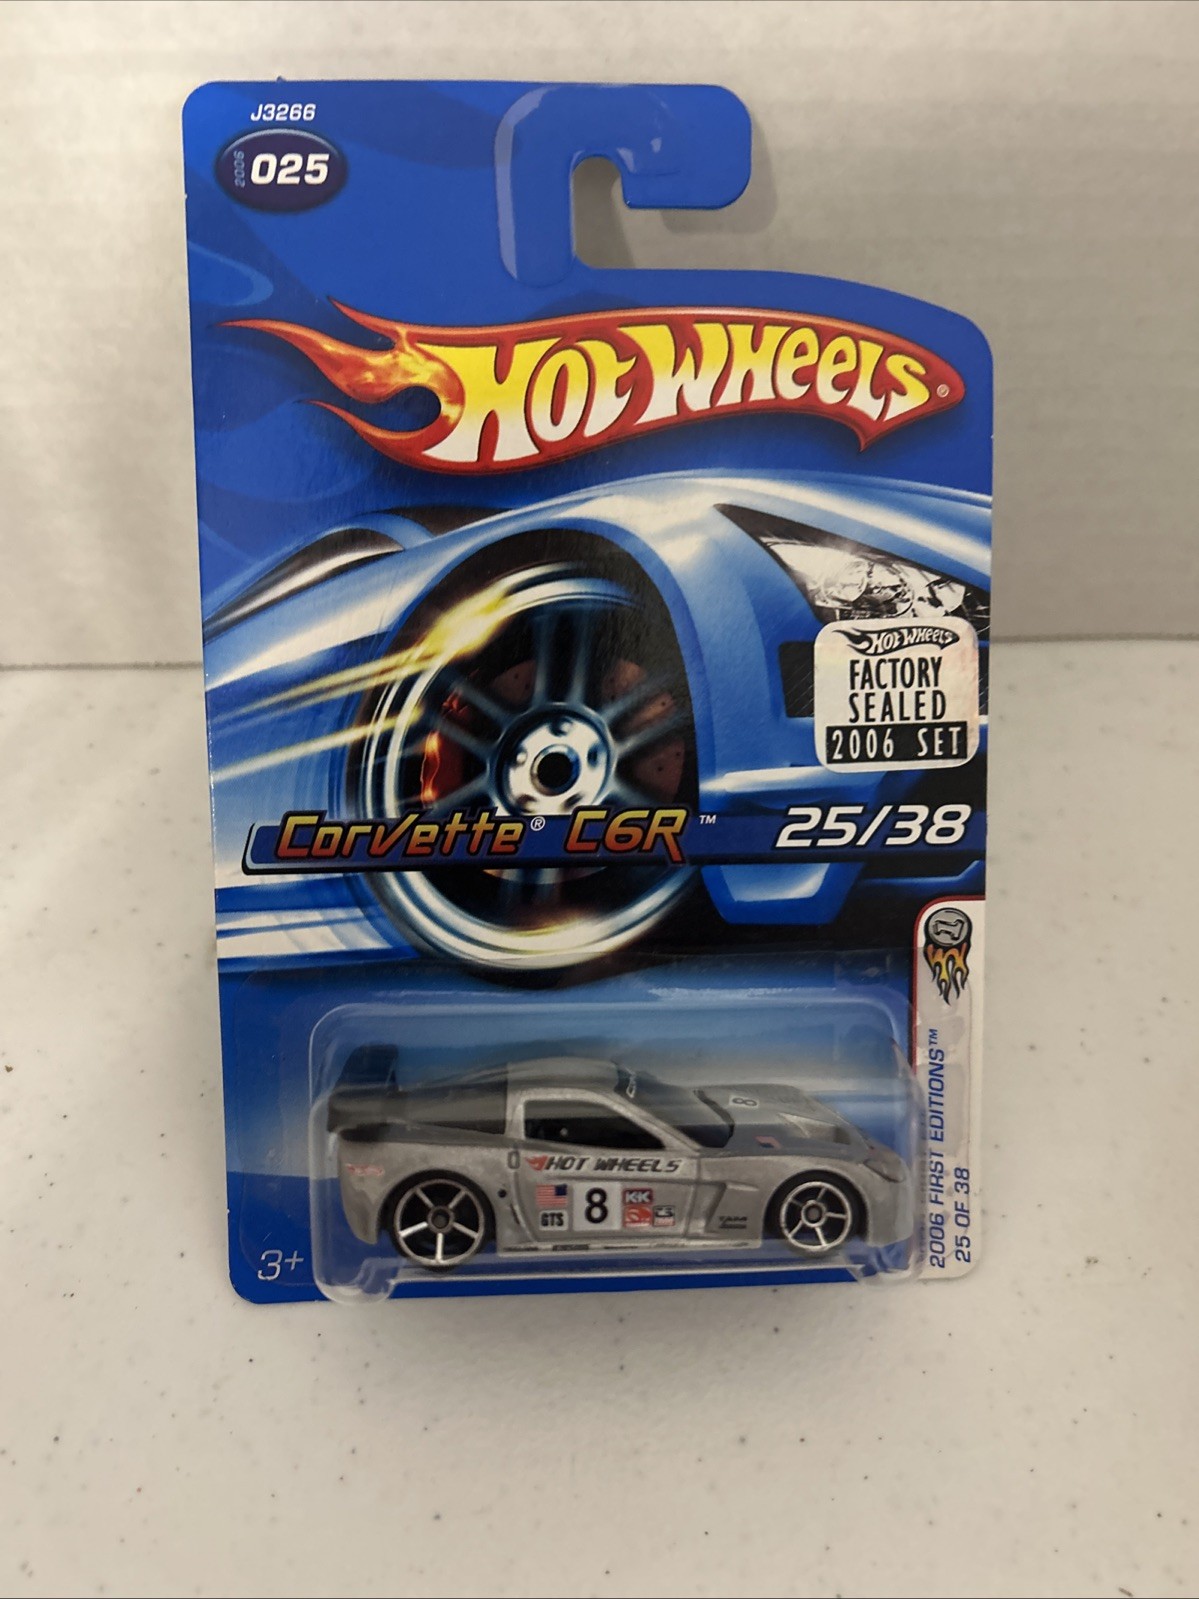 J3266
2006
025
HOT WHEELS®
HOT WHEELS
FACTORY
SEALED
2006 SET
Corvette® C6R™
25/38
2006 FIRST EDITIONS™
25 OF 38
8
HOT WHEELS
8
GTS
K&K
3+